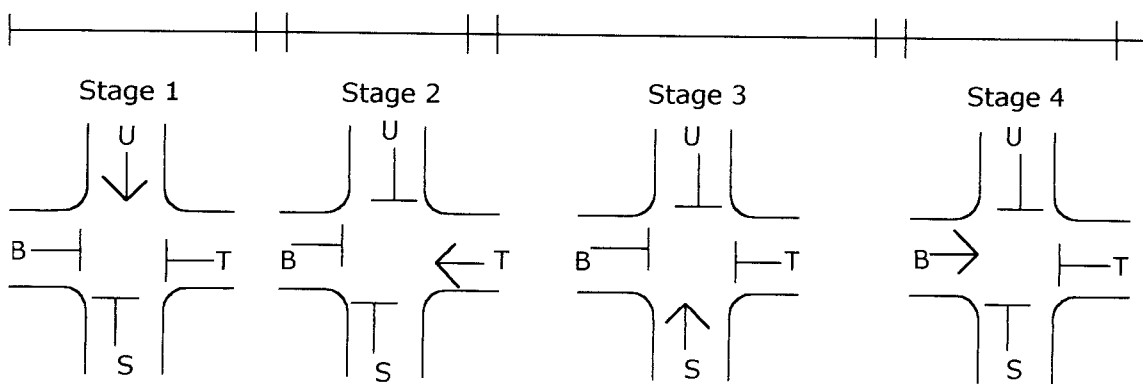 Stage 1 Stage 2 Stage 3 Stage 4
U U U U
B T B T B T B T
S S S S